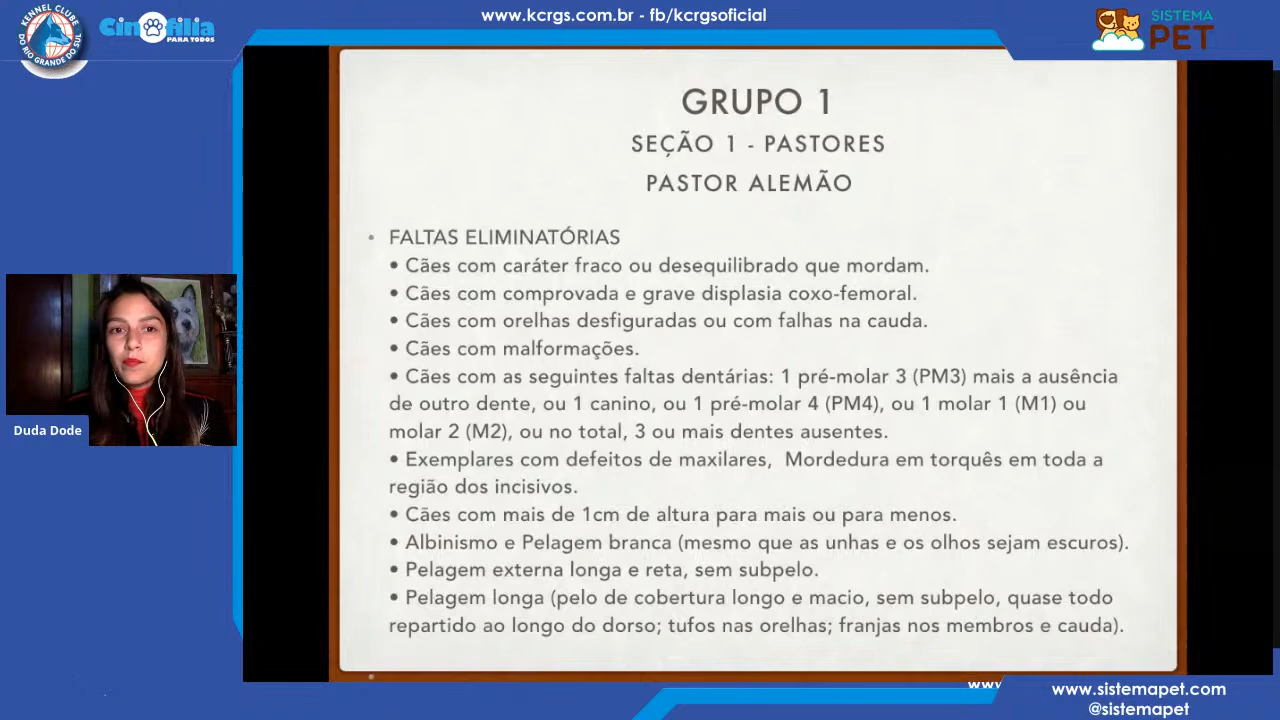 www.kcrgs.com.br - fb/kcrgsoficial
KENNEL CLUBE
DO RIO GRANDE DO SUL
Cinofilia
PARA TODOS
SISTEMA
PET
GRUPO 1
SEÇÃO 1 - PASTORES
PASTOR ALEMÃO
• FALTAS ELIMINATÓRIAS
• Cães com caráter fraco ou desequilibrado que mordam.
• Cães com comprovada e grave displasia coxo-femoral.
• Cães com orelhas desfiguradas ou com falhas na cauda.
• Cães com malformações.
• Cães com as seguintes faltas dentárias: 1 pré-molar 3 (PM3) mais a ausência
de outro dente, ou 1 canino, ou 1 pré-molar 4 (PM4), ou 1 molar 1 (M1) ou
molar 2 (M2), ou no total, 3 ou mais dentes ausentes.
• Exemplares com defeitos de maxilares, Mordedura em torquês em toda a
região dos incisivos.
• Cães com mais de 1cm de altura para mais ou para menos.
• Albinismo e Pelagem branca (mesmo que as unhas e os olhos sejam escuros).
• Pelagem externa longa e reta, sem subpelo.
• Pelagem longa (pelo de cobertura longo e macio, sem subpelo, quase todo
repartido ao longo do dorso; tufos nas orelhas; franjas nos membros e cauda).
Duda Dode
www.sistemapet.com
@sistemapet